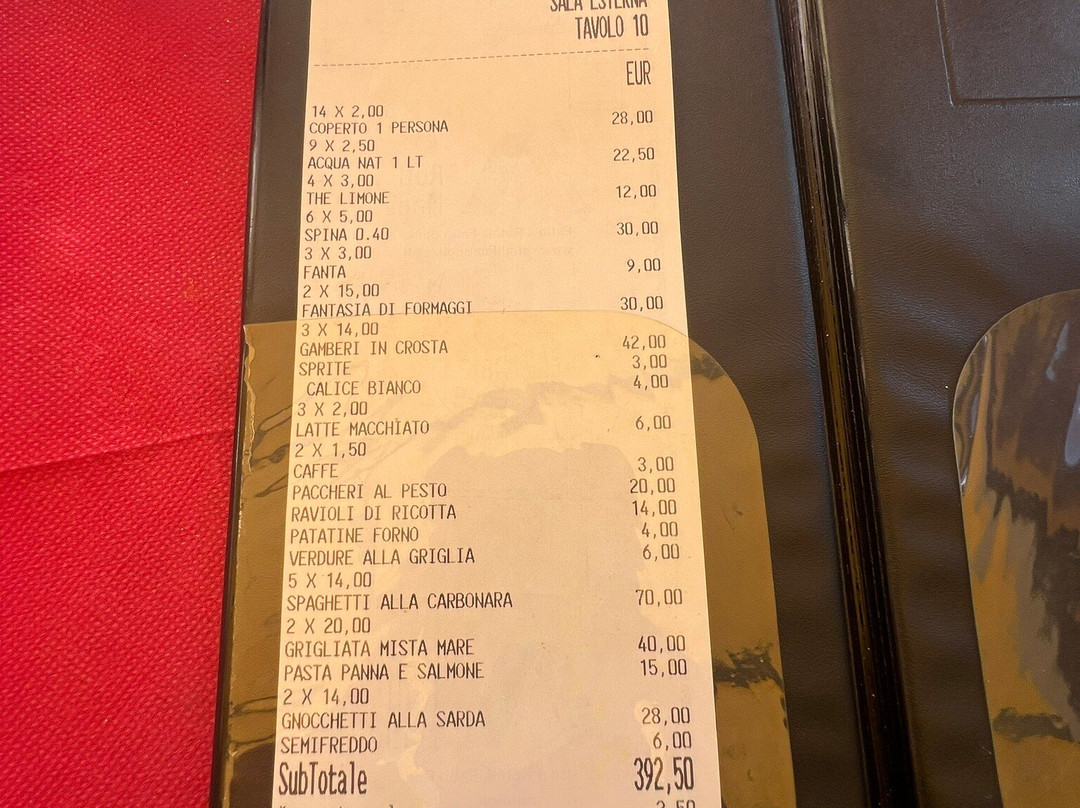 SALA ESTERNA
TAVOLO 10
EUR
14 X 2,00
COPERTO 1 PERSONA 28,00
9 X 2,50
ACQUA NAT 1 LT 22,50
4 X 3,00
THE LIMONE 12,00
6 X 5,00
SPINA 0.40 30,00
3 X 3,00
FANTA 9,00
2 X 15,00
FANTASIA DI FORMAGGI 30,00
3 X 14,00
GAMBERI IN CROSTA 42,00
SPRITE 3,00
CALICE BIANCO 4,00
3 X 2,00
LATTE MACCHIATO 6,00
2 X 1,50
CAFFE 3,00
PACCHERI AL PESTO 20,00
RAVIOLI DI RICOTTA 14,00
PATATINE FORNO 4,00
VERDURE ALLA GRIGLIA 6,00
5 X 14,00
SPAGHETTI ALLA CARBONARA 70,00
2 X 20,00
GRIGLIATA MISTA MARE 40,00
PASTA PANNA E SALMONE 15,00
2 X 14,00
GNOCCHETTI ALLA SARDA 28,00
SEMIFREDDO 6,00
SubTotale 392,50